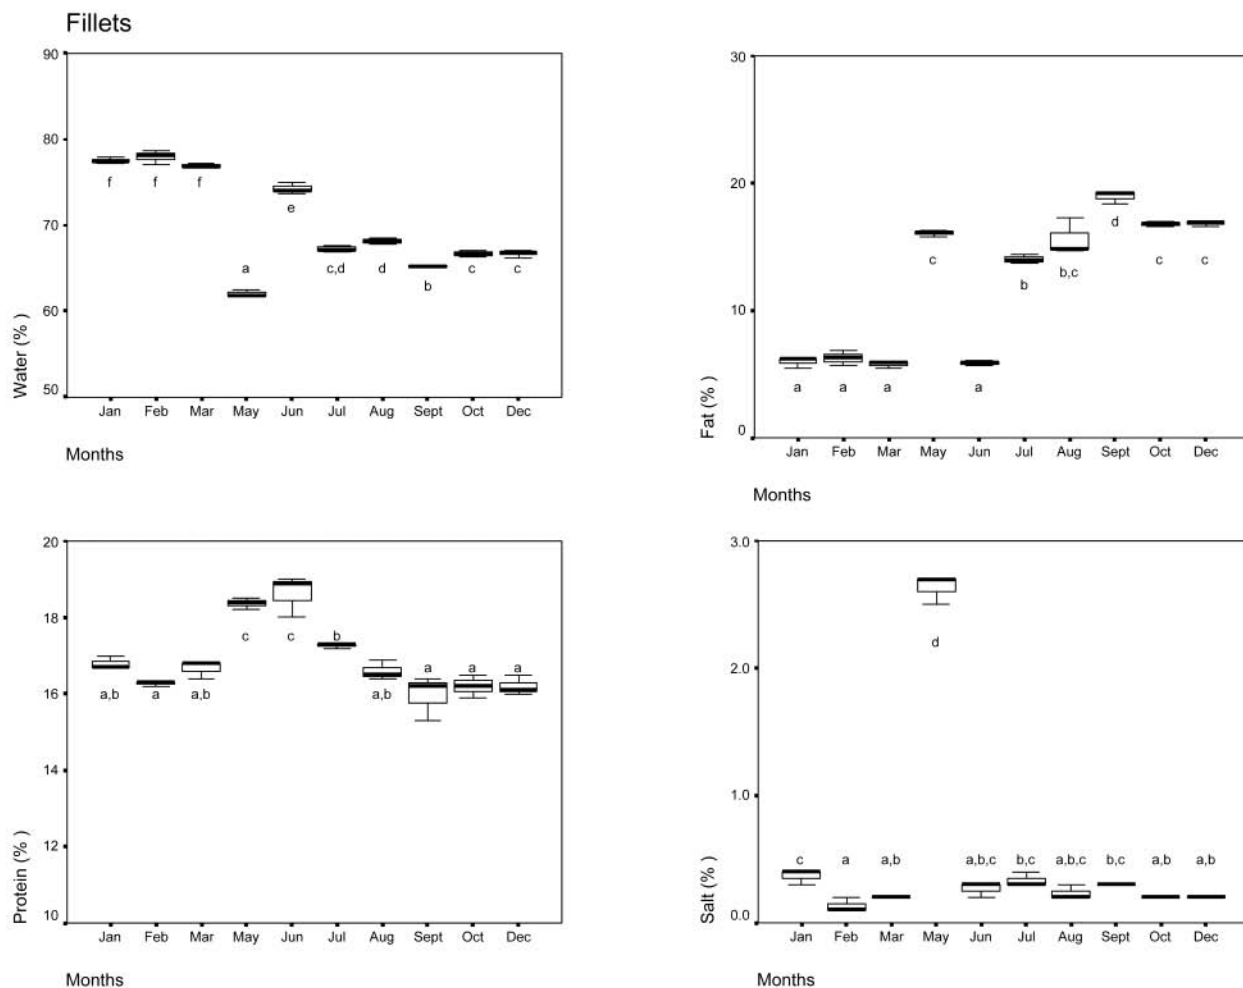 Fillets
90
80
70
60
50
Water (% )
f f f a e c,d d b c c
Jan Feb Mar May Jun Jul Aug Sept Oct Dec
Months
30
20
10
0
Fat (% )
a a a c a b b,c d c c
Jan Feb Mar May Jun Jul Aug Sept Oct Dec
Months
20
18
16
14
12
10
Protein (% )
a,b a a,b c c b a,b a a a
Jan Feb Mar May Jun Jul Aug Sept Oct Dec
Months
3.0
2.0
1.0
0.0
Salt (% )
c a a,b d a,b,c b,c a,b,c b,c a,b a,b
Jan Feb Mar May Jun Jul Aug Sept Oct Dec
Months